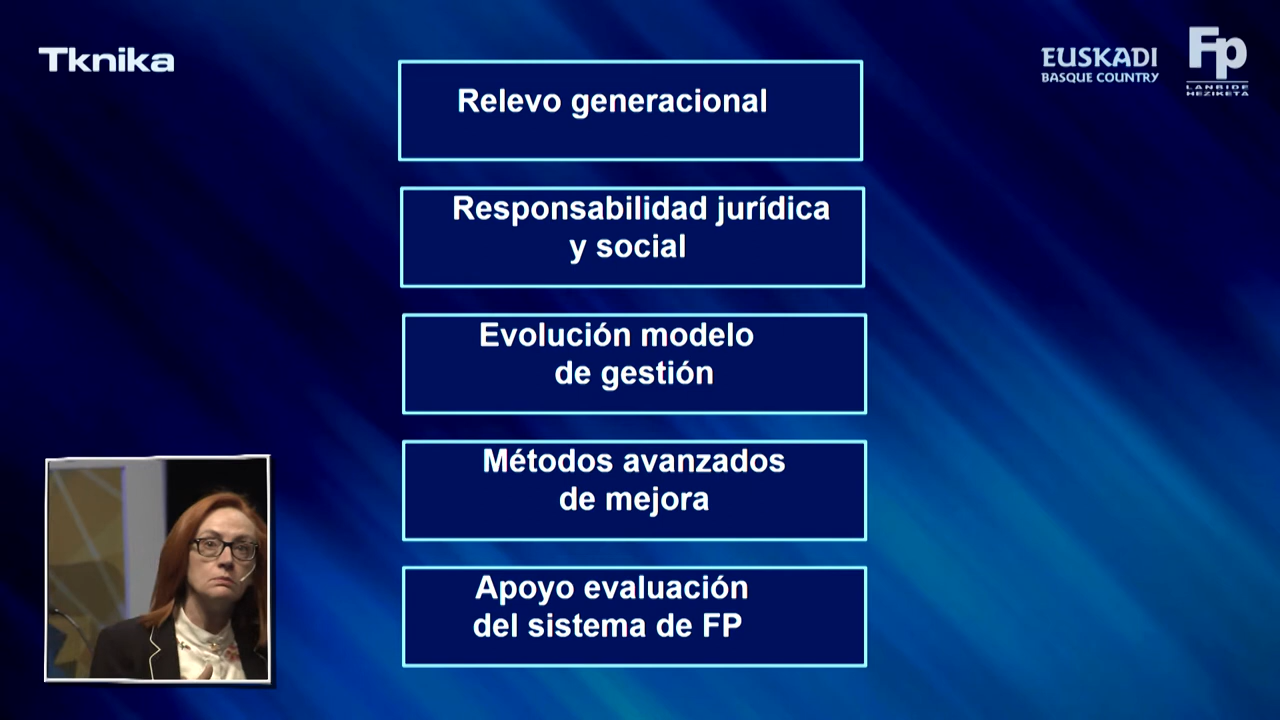 Tknika
EUSKADI
BASQUE COUNTRY
Fp
LANBIDE
HEZIKETA
Relevo generacional
Responsabilidad jurídica
y social
Evolución modelo
de gestión
Métodos avanzados
de mejora
Apoyo evaluación
del sistema de FP